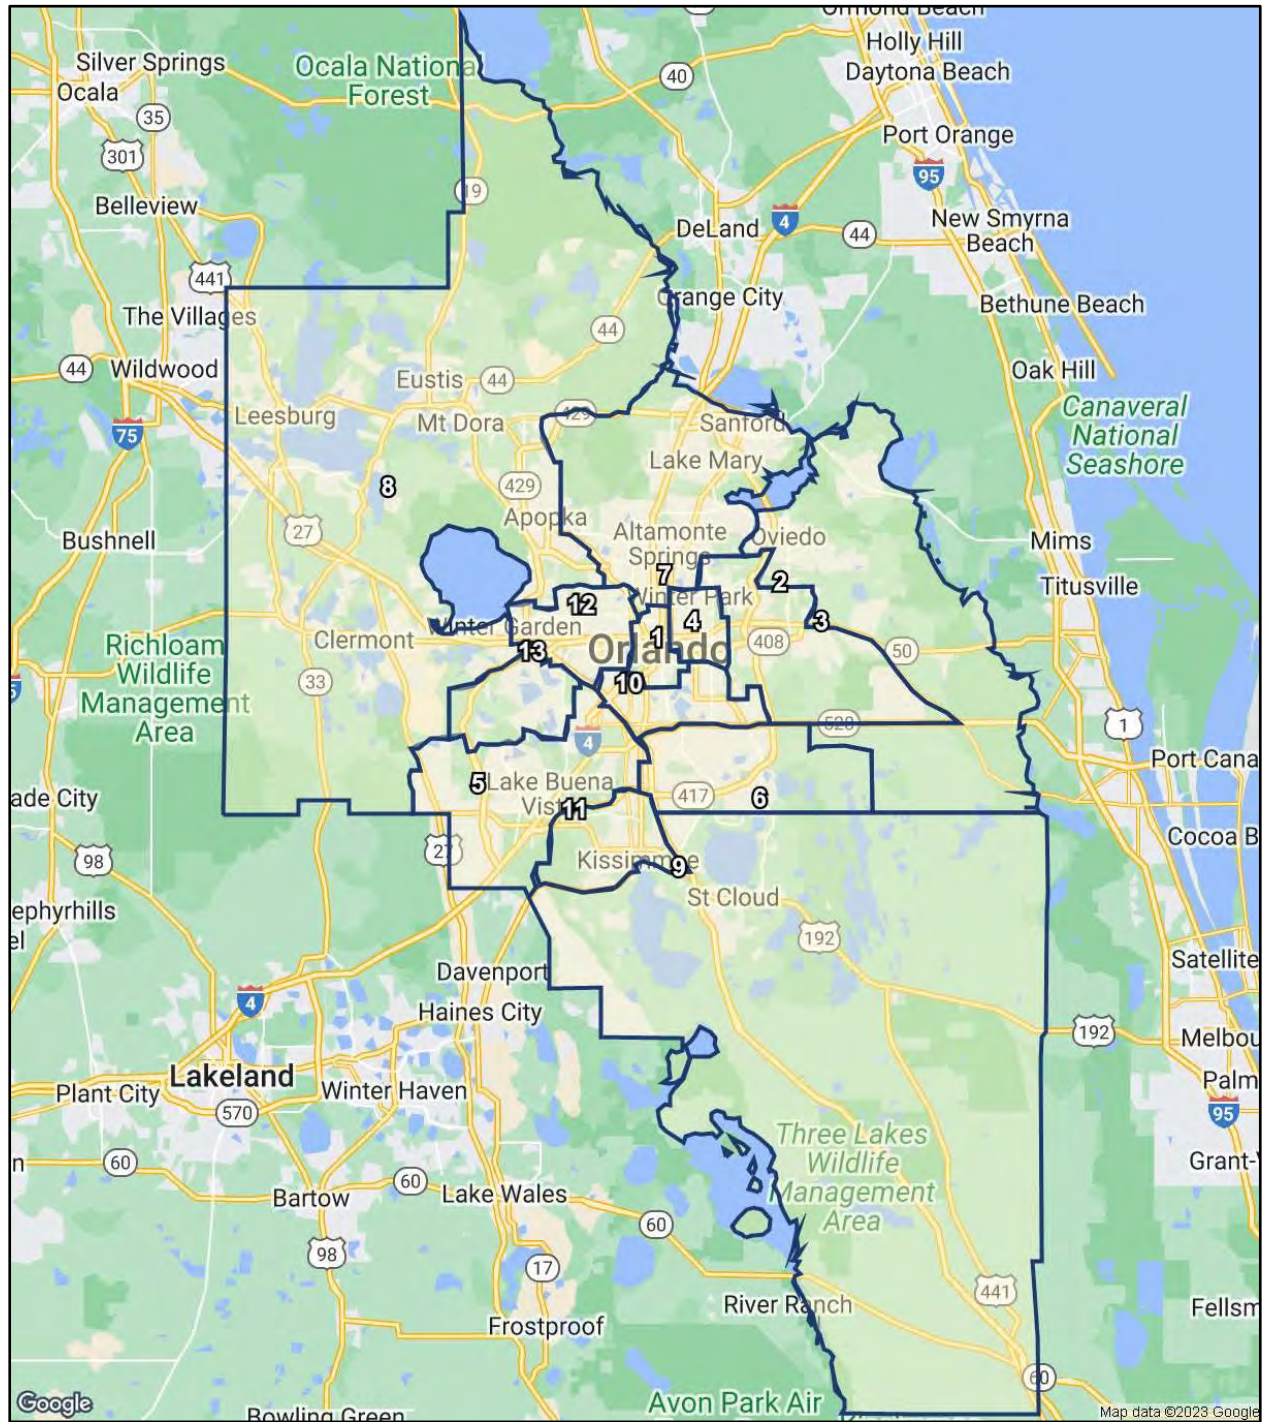 Ormond Beach
Silver Springs
Ocala National
Forest
Holly Hill
Daytona Beach
40
Ocala
35
301
Port Orange
95
19
Belleview
DeLand
4
44
New Smyrna
Beach
441
Orange City
The Villages
Bethune Beach
44
44
Wildwood
Eustis
44
Oak Hill
Leesburg
Mt Dora
429
Sanford
Canaveral
National
Seashore
75
Lake Mary
8
429
Apopka
27
Altamonte
Springs
Oviedo
Bushnell
Mims
7
2
Titusville
Winter Park
12
4
3
Winter Garden
Clermont
1
Orlando
408
50
Richloam
Wildlife
Management
Area
13
33
10
4
528
1
Port Cana
5
Lake Buena
Vist
417
6
ade City
11
27
98
Kissimmee
9
Cocoa B
St Cloud
ephyrhills
el
192
Satellite
Davenport
4
Haines City
192
Melbou
Lakeland
Winter Haven
Palm
Plant City
570
95
Three Lakes
Wildlife
Management
Area
n
60
60
Grant-V
Bartow
Lake Wales
60
98
17
441
River Ranch
Fellsm
Frostproof
60
Avon Park Air
Google
Bowling Green
Map data ©2023 Google